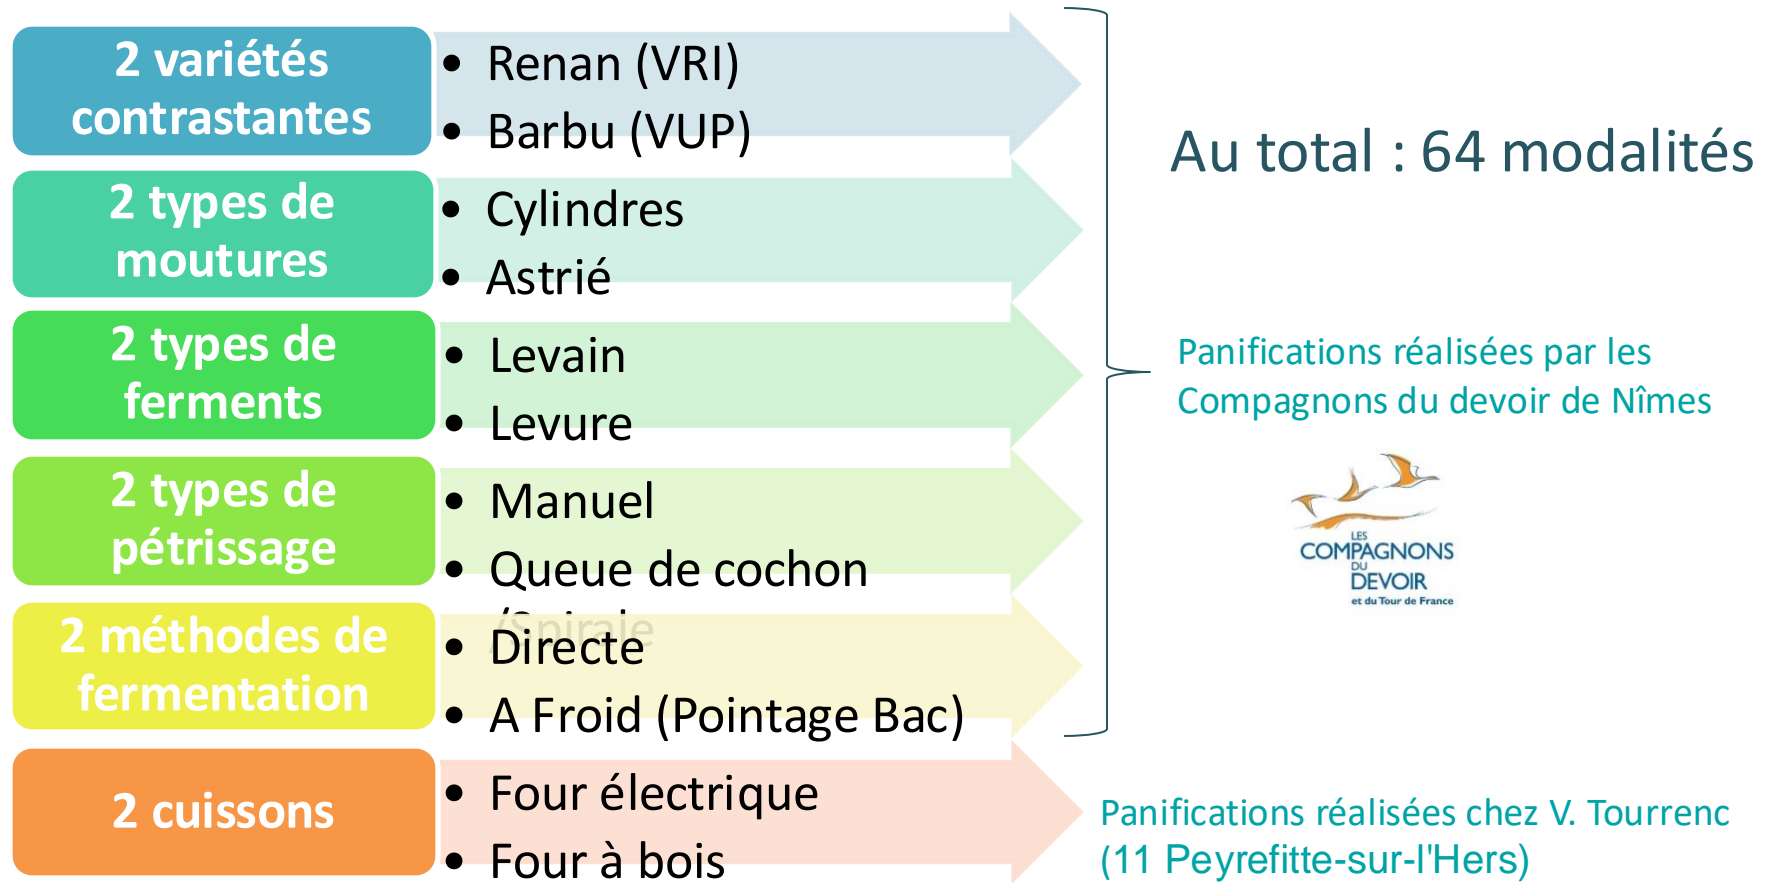 2 variétés
contrastantes
• Renan (VRI)
• Barbu (VUP)
2 types de
moutures
• Cylindres
• Astrié
2 types de
ferments
• Levain
• Levure
2 types de
pétrissage
• Manuel
• Queue de cochon
/Spirale
2 méthodes de
fermentation
• Directe
• A Froid (Pointage Bac)
2 cuissons
• Four électrique
• Four à bois
Au total : 64 modalités
Panifications réalisées par les
Compagnons du devoir de Nîmes
LES
COMPAGNONS
DU
DEVOIR
et du Tour de France
Panifications réalisées chez V. Tourrenc
(11 Peyrefitte-sur-l'Hers)